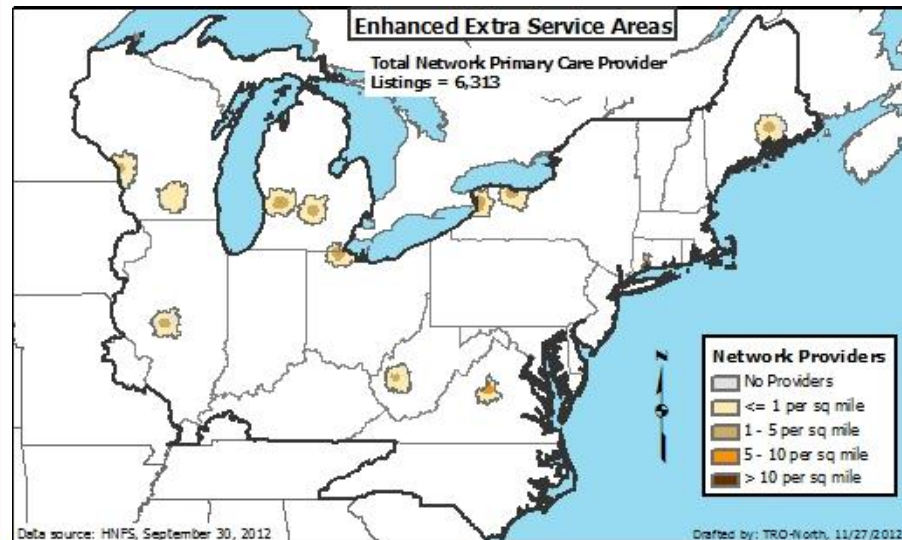 Enhanced Extra Service Areas
Total Network Primary Care Provider
Listings = 6,313
N
Network Providers
No Providers
<= 1 per sq mile
1 - 5 per sq mile
5 - 10 per sq mile
> 10 per sq mile
Data source: HNFS, September 30, 2012
Drafted by: TRO-North, 11/27/2012